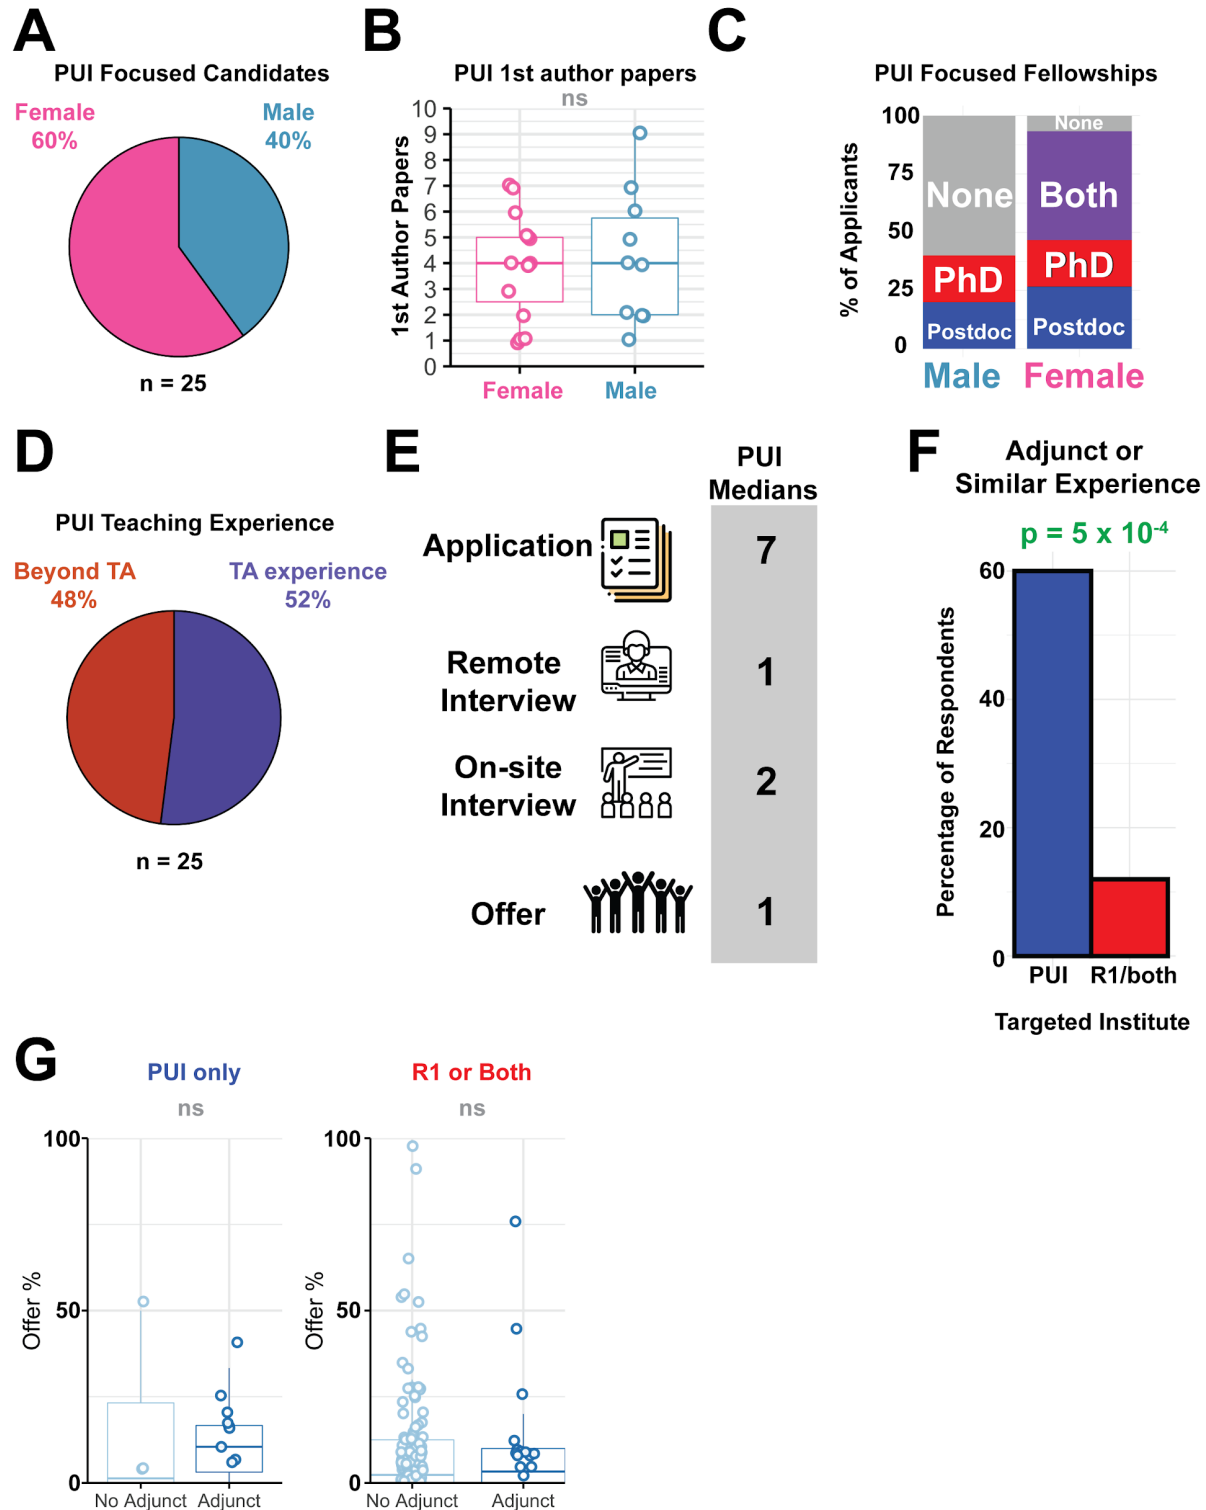 A
PUI Focused Candidates
Female
60%
Male
40%
n = 25
B
PUI 1st author papers
ns
1st Author Papers
10
9
8
7
6
5
4
3
2
1
0
Female
Male
C
PUI Focused Fellowships
% of Applicants
100
75
50
25
0
None
PhD
Postdoc
None
Both
PhD
Postdoc
Male
Female
D
PUI Teaching Experience
Beyond TA
48%
TA experience
52%
n = 25
E
PUI
Medians
Application
7
Remote
Interview
1
On-site
Interview
2
Offer
1
F
Adjunct or
Similar Experience
p = 5 x 10⁻⁴
Percentage of Respondents
60
40
20
0
PUI
R1/both
Targeted Institute
G
PUI only
ns
Offer %
100
50
0
No Adjunct
Adjunct
R1 or Both
ns
Offer %
100
50
0
No Adjunct
Adjunct